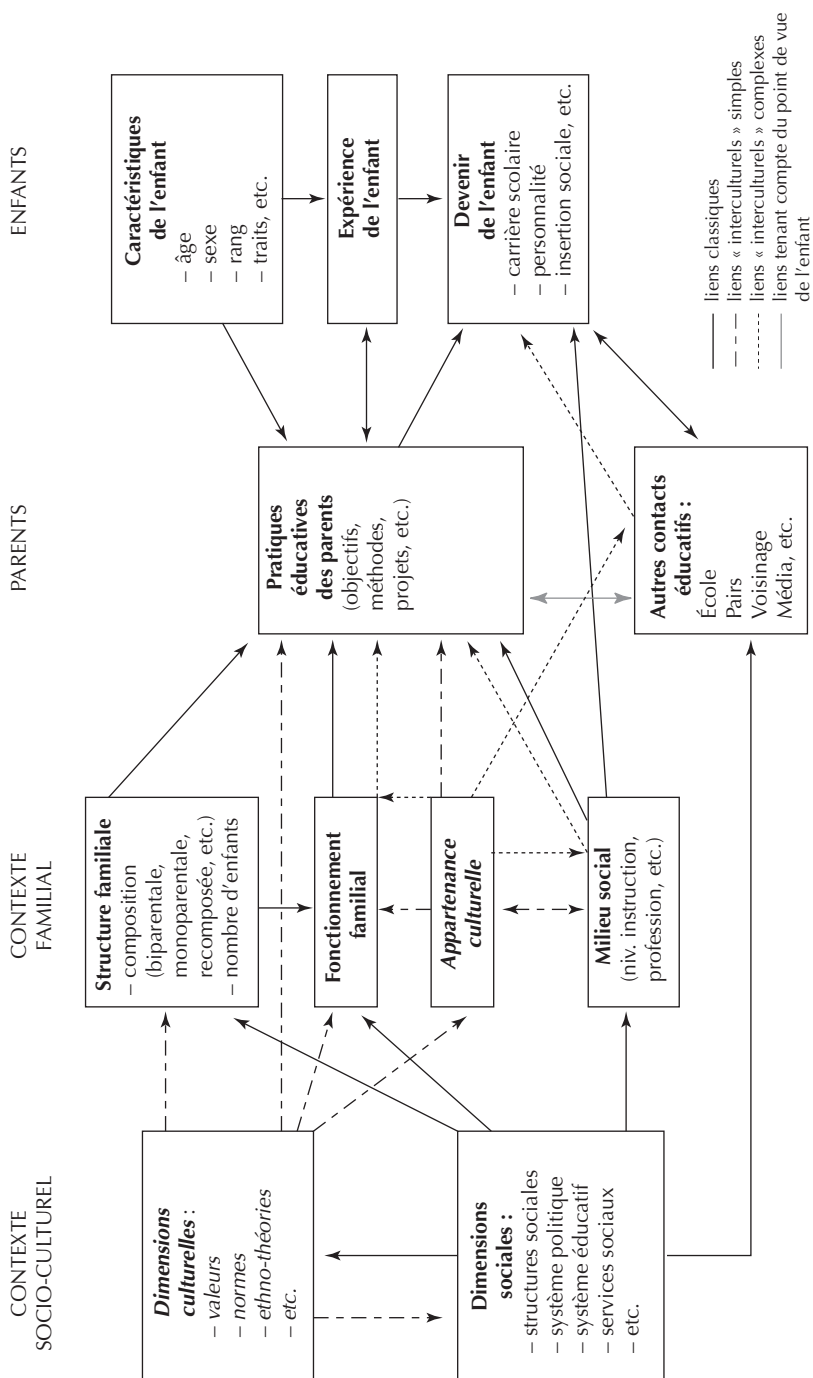 CONTEXTE
SOCIO-CULTUREL
CONTEXTE
FAMILIAL
PARENTS
ENFANTS
Dimensions
culturelles :
– valeurs
– normes
– ethno-théories
– etc.
Dimensions
sociales :
– structures sociales
– système politique
– système éducatif
– services sociaux
– etc.
Structure familiale
– composition
(biparentale,
monoparentale,
recomposée, etc.)
– nombre d'enfants
Fonctionnement
familial
Appartenance
culturelle
Milieu social
(niv. instruction,
profession, etc.)
Pratiques
éducatives
des parents
(objectifs,
méthodes,
projets, etc.)
Autres contacts
éducatifs :
École
Pairs
Voisinage
Média, etc.
Caractéristiques
de l'enfant
– âge
– sexe
– rang
– traits, etc.
Expérience
de l'enfant
Devenir
de l'enfant
– carrière scolaire
– personnalité
– insertion sociale, etc.
liens classiques
liens « interculturels » simples
liens « interculturels » complexes
liens tenant compte du point de vue
de l'enfant